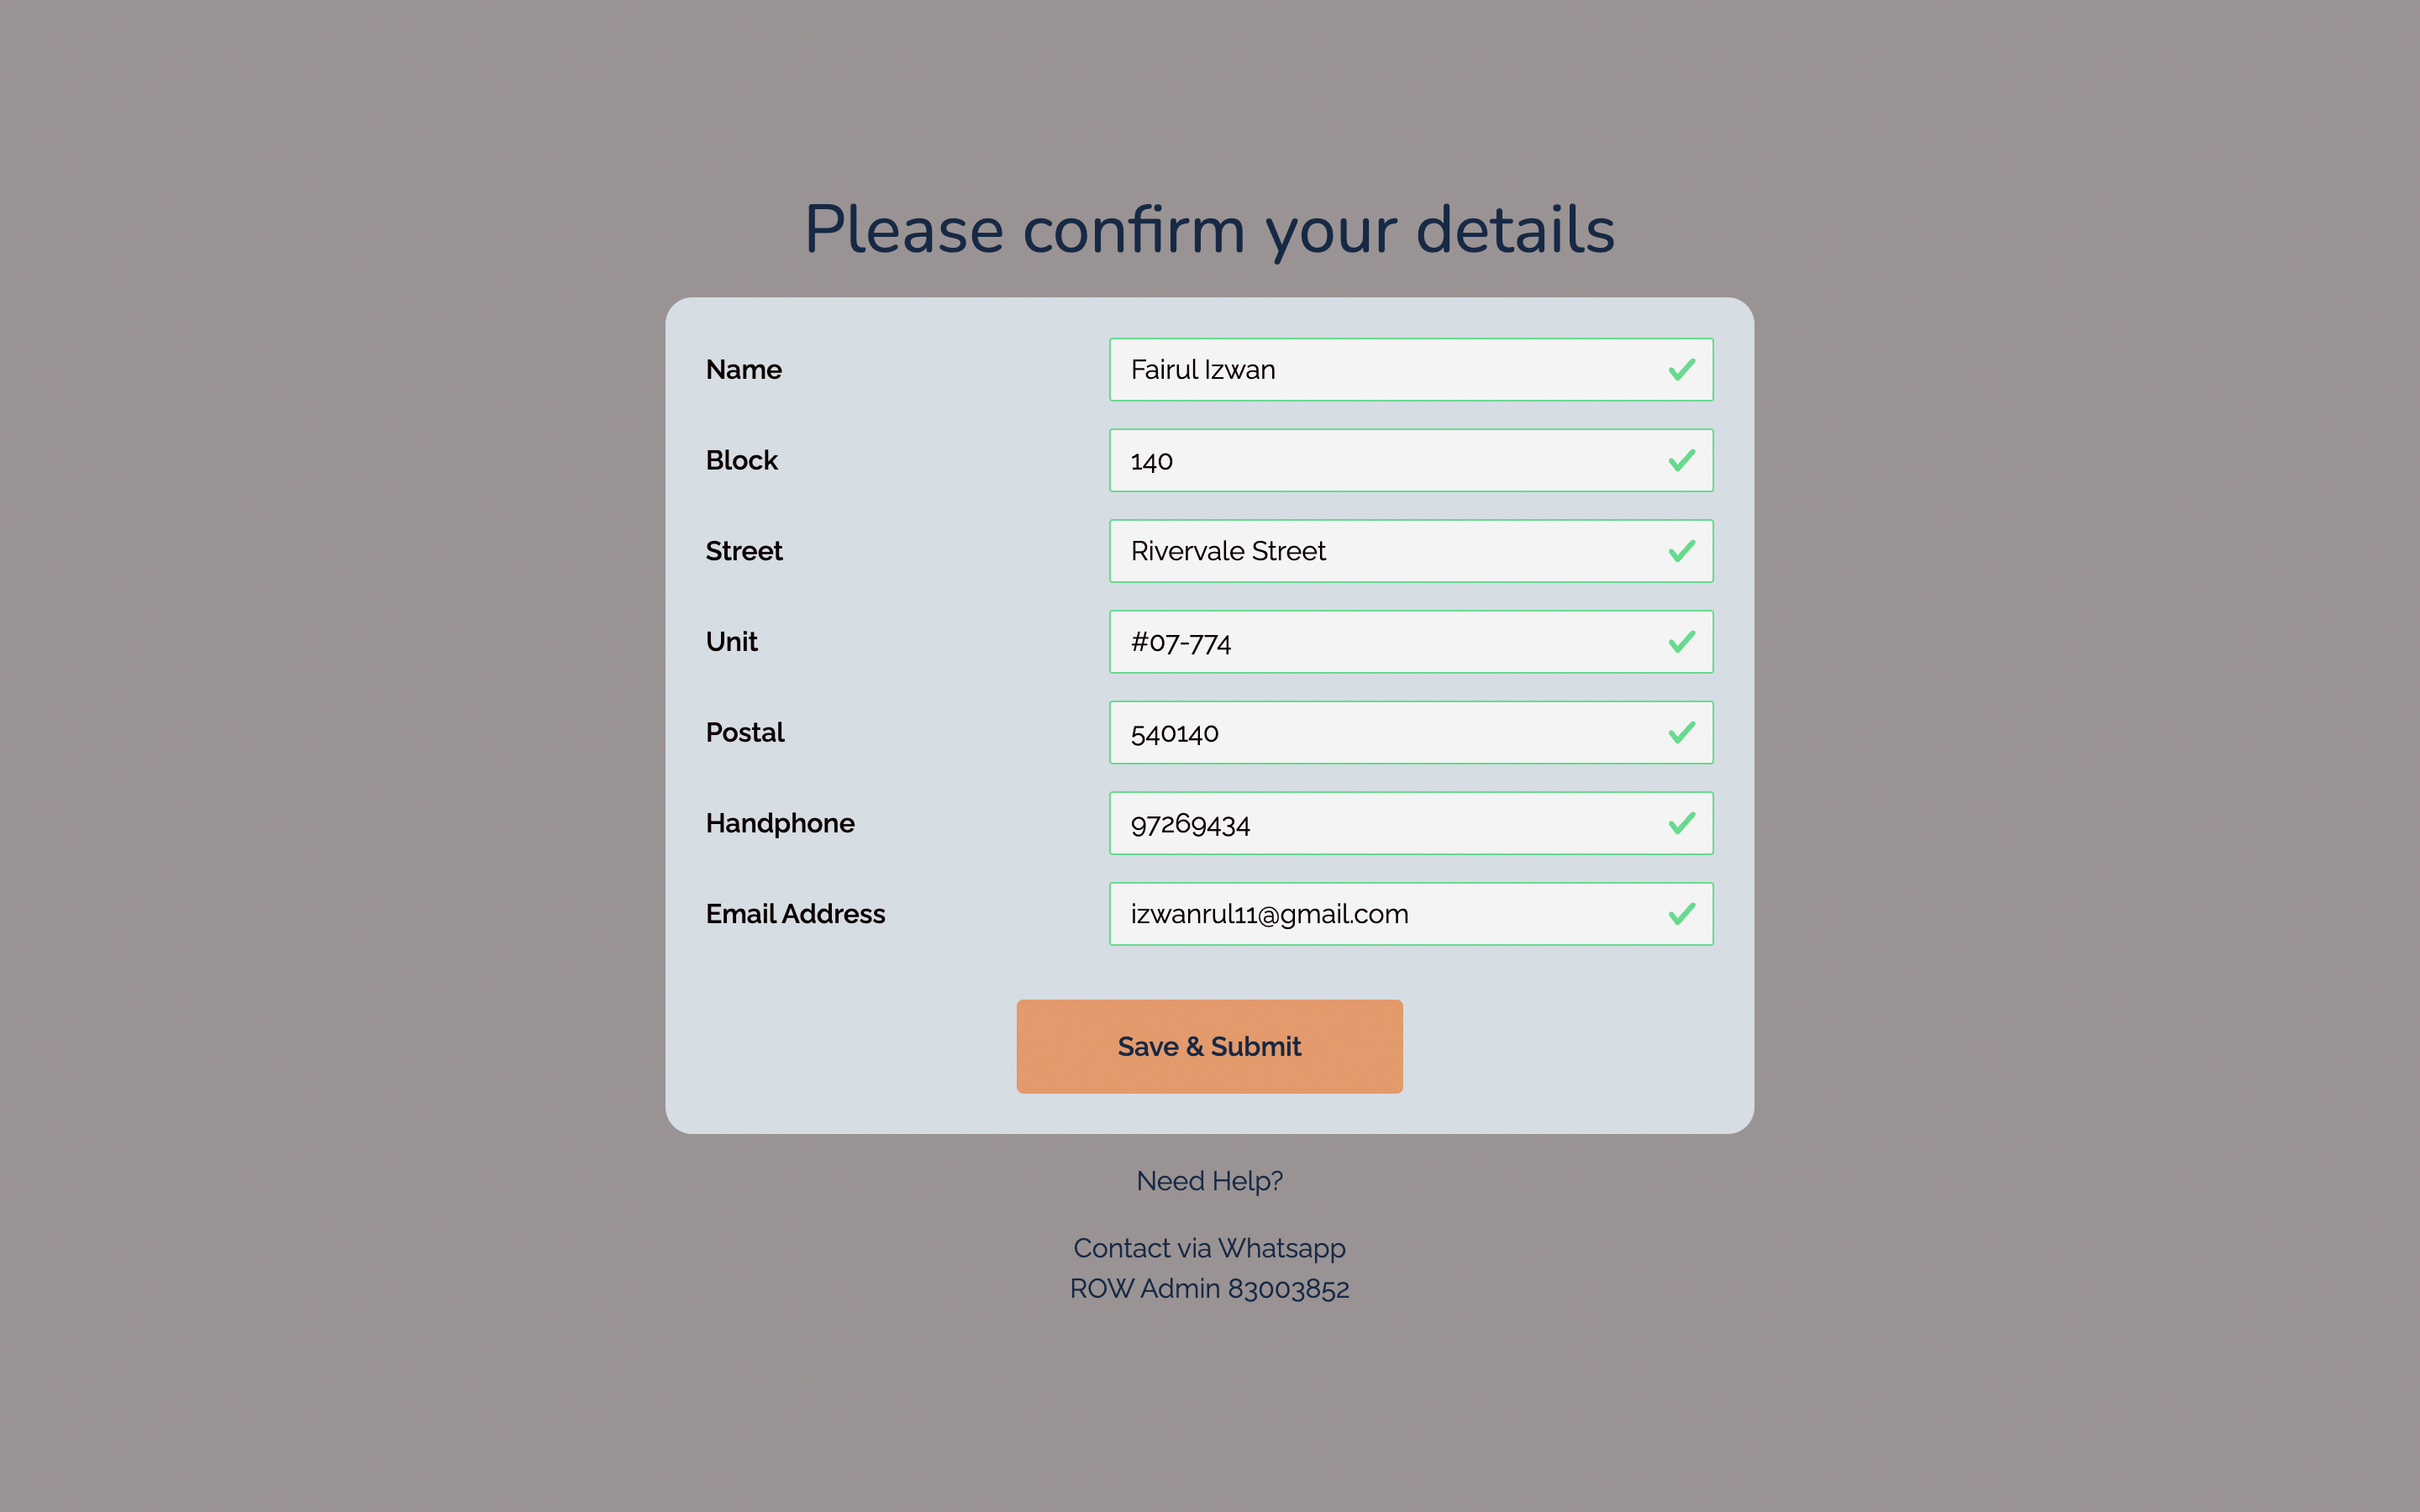 Please confirm your details
Name
Fairul Izwan
Block
140
Street
Rivervale Street
Unit
#07-774
Postal
540140
Handphone
97269434
Email Address
izwanrul11@gmail.com
Save & Submit
Need Help?
Contact via Whatsapp
ROW Admin 83003852